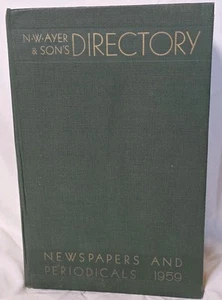 N·W·AYER
& SON'S DIRECTORY
NEWSPAPERS AND
PERIODICALS 1959